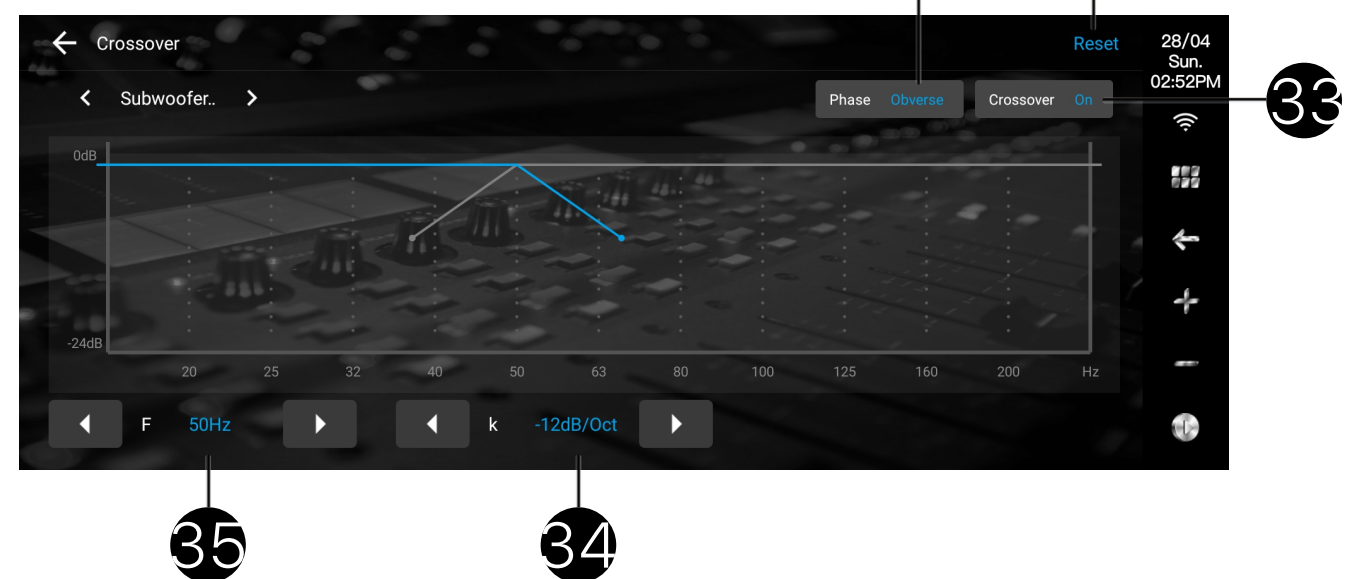 Crossover
Reset
28/04
Sun.
02:52PM
Subwoofer..
Phase Obverse
Crossover On
33
0dB
-24dB
20 25 32 40 50 63 80 100 125 160 200 Hz
F 50Hz
k -12dB/Oct
35
34